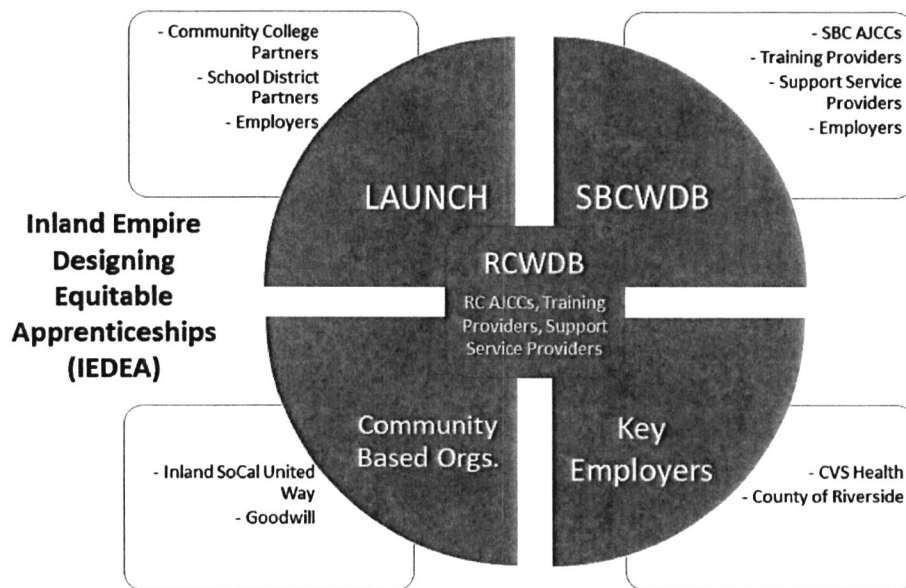 - Community College
Partners
- School District
Partners
- Employers
- SBC AJCCs
- Training Providers
- Support Service
Providers
- Employers
LAUNCH
SBCWDB
Inland Empire
Designing
Equitable
Apprenticeships
(IEDEA)
RCWDB
RC AJCCs, Training
Providers, Support
Service Providers
Community
Based Orgs.
Key
Employers
- Inland SoCal United
Way
- Goodwill
- CVS Health
- County of Riverside